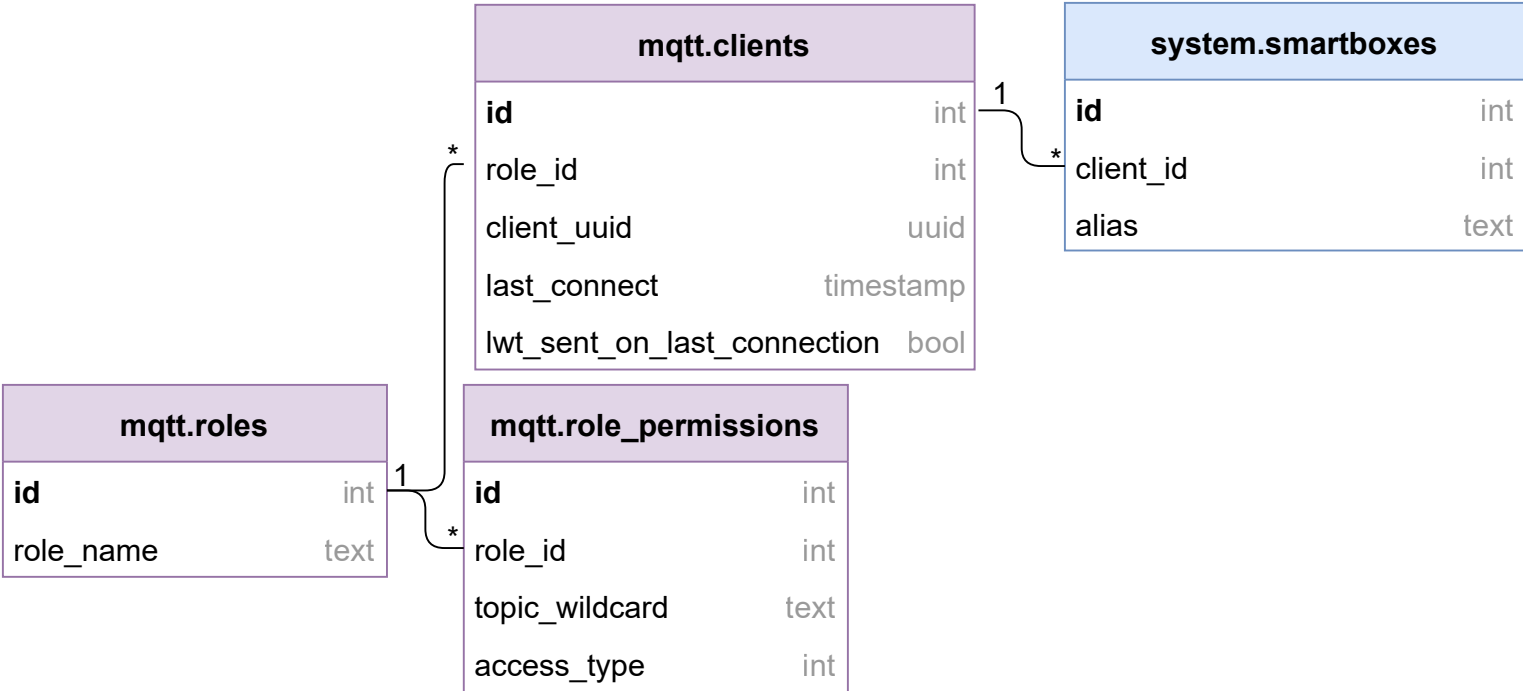 mqtt.clients
id int
role_id int
client_uuid uuid
last_connect timestamp
lwt_sent_on_last_connection bool
system.smartboxes
id int
client_id int
alias text
1
*
*
mqtt.roles
id int
role_name text
1
*
mqtt.role_permissions
id int
role_id int
topic_wildcard text
access_type int